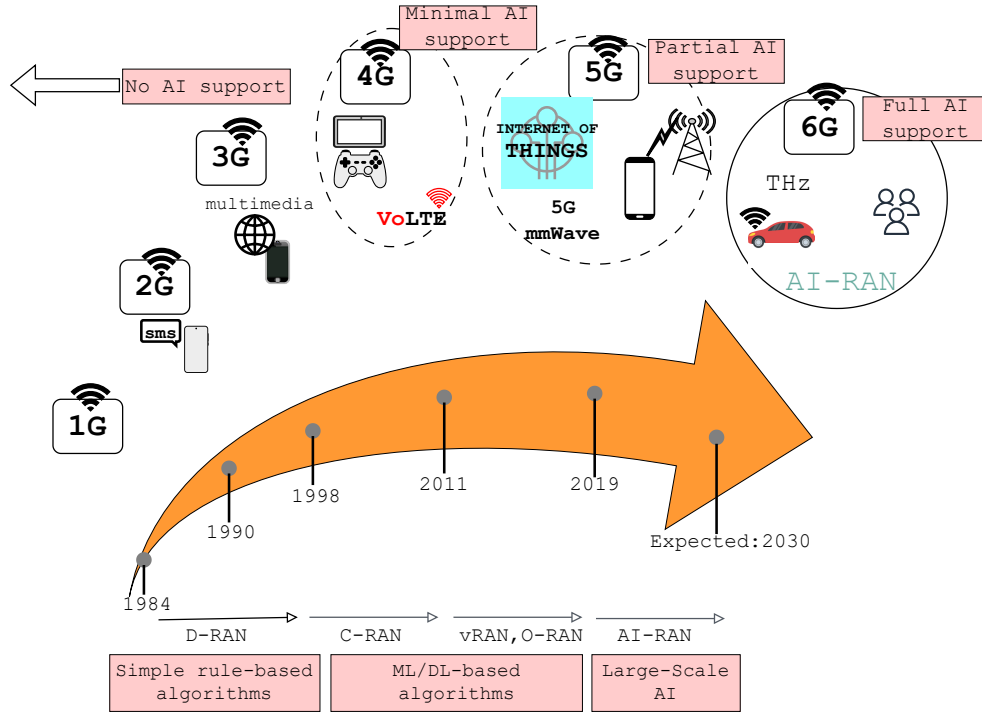 Minimal AI
support
4G
5G
Partial AI
support
No AI support
6G
Full AI
support
3G
INTERNET OF
THINGS
THz
multimedia
VoLTE
5G
mmWave
2G
AI-RAN
sms
1G
2011
2019
1998
1990
Expected:2030
1984
D-RAN
C-RAN
vRAN,O-RAN
AI-RAN
Simple rule-based
algorithms
ML/DL-based
algorithms
Large-Scale
AI